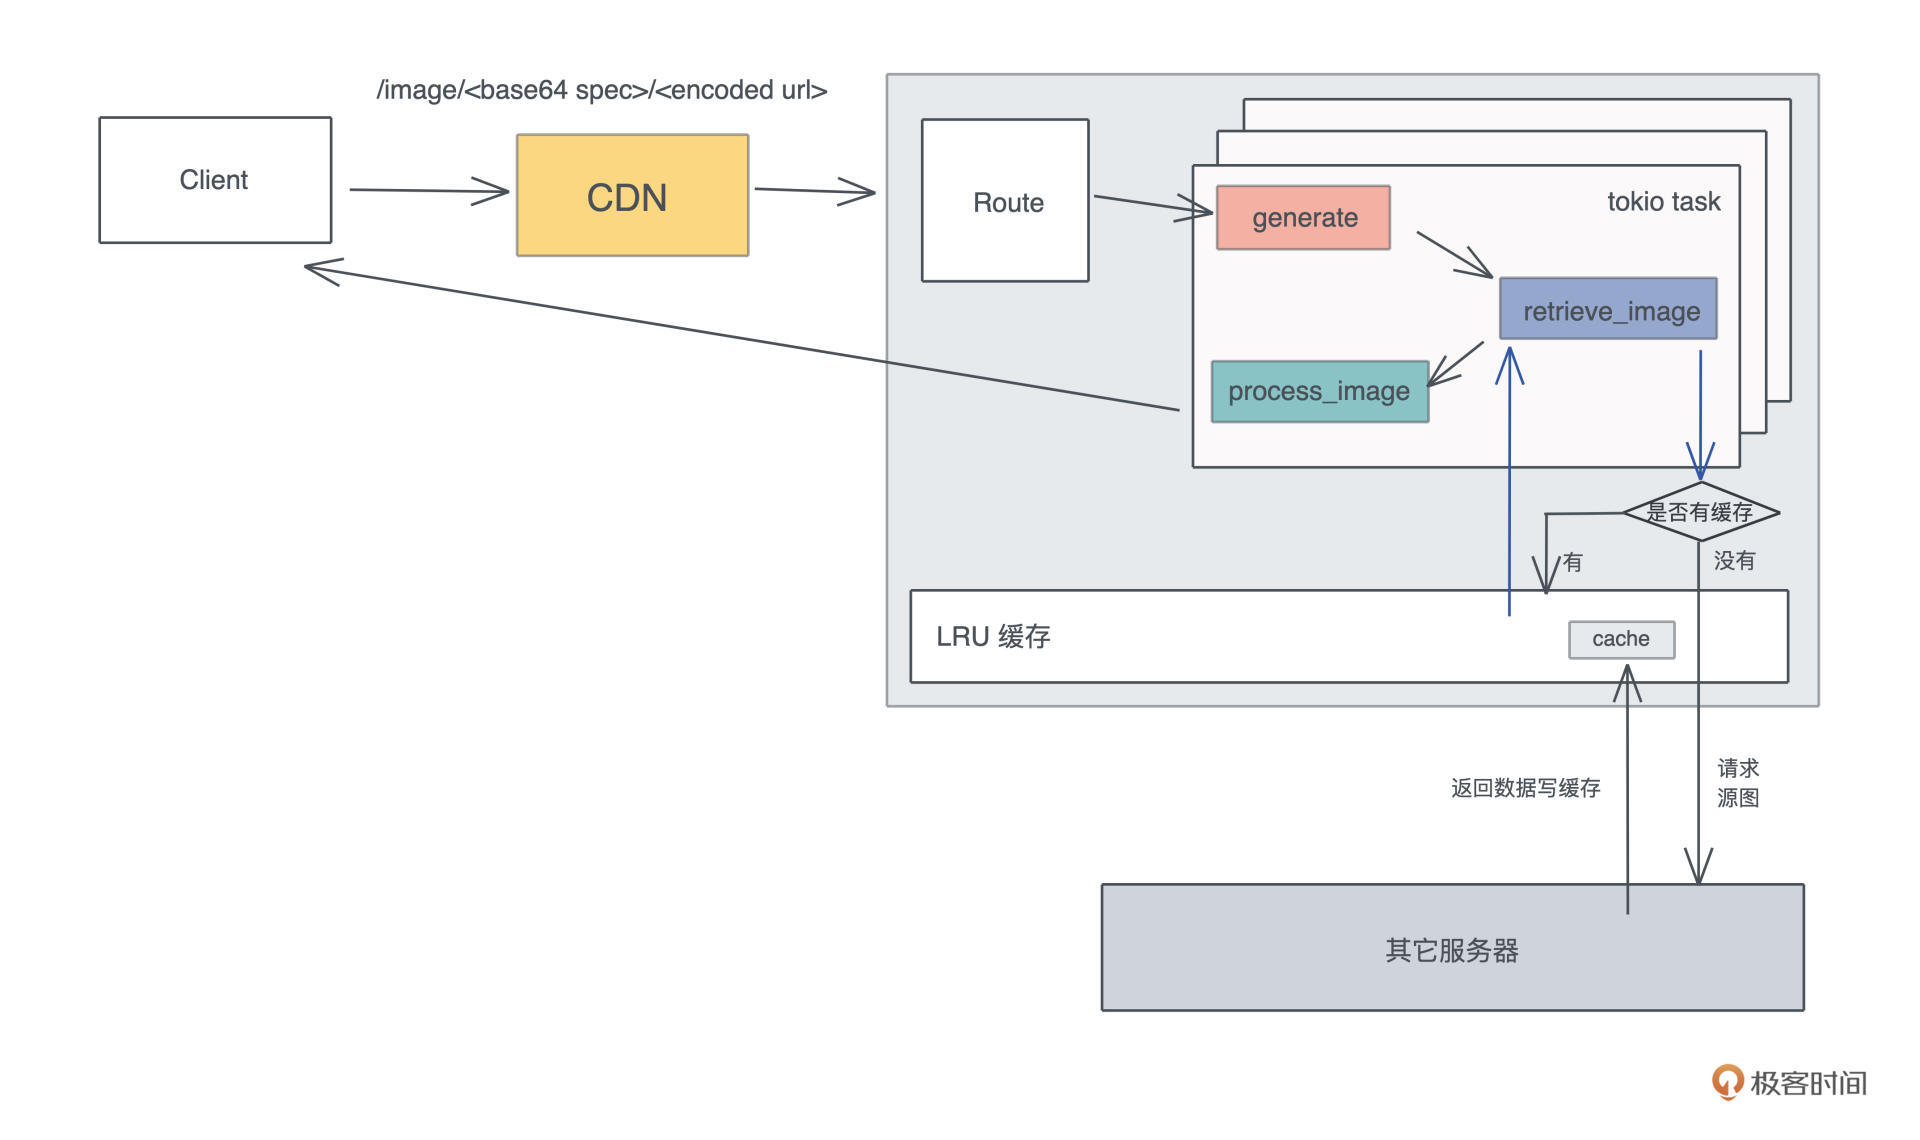 /image/<base64 spec>/<encoded url>
Client
CDN
Route
tokio task
generate
retrieve_image
process_image
是否有缓存
有
没有
LRU 缓存
cache
返回数据写缓存
请求
源图
其它服务器
极客时间